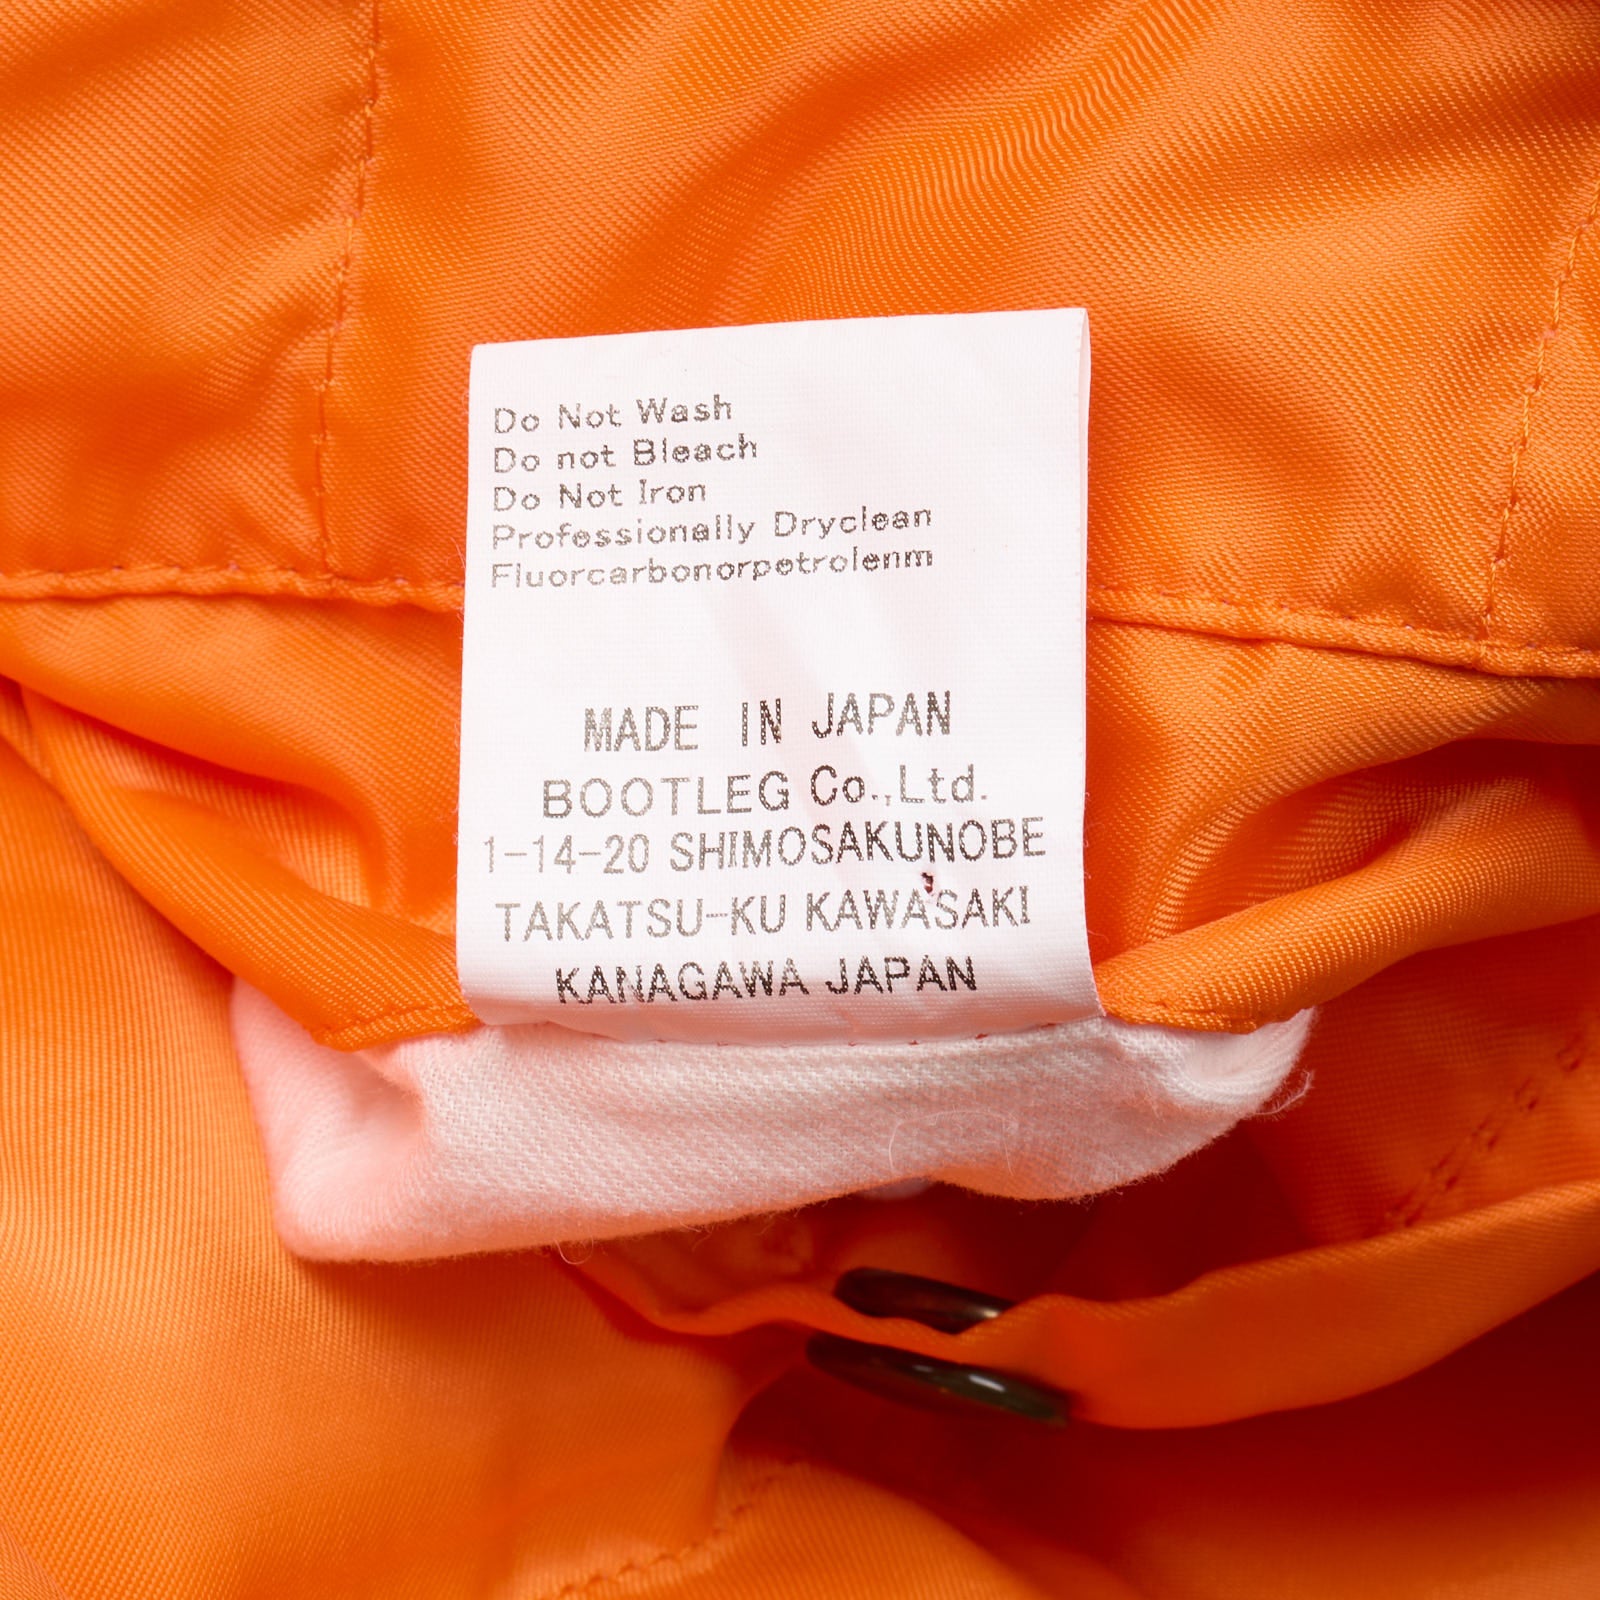 Do Not Wash
Do not Bleach
Do Not Iron
Professionally Dryclean
Fluorcarbonorpetrolenm
MADE IN JAPAN
BOOTLEG Co.,Ltd.
1-14-20 SHIMOSAKUNOBE
TAKATSU-KU KAWASAKI
KANAGAWA JAPAN